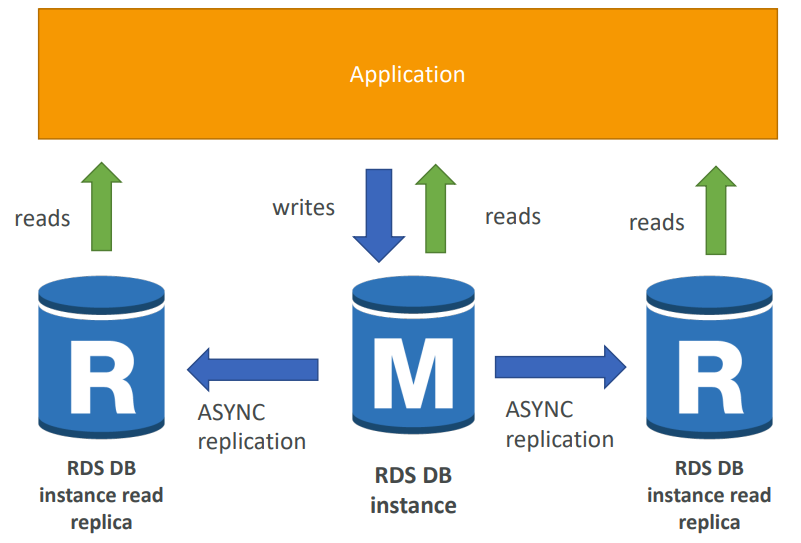 Application
reads
writes
reads
reads
R
M
R
ASYNC
replication
ASYNC
replication
RDS DB
instance read
replica
RDS DB
instance
RDS DB
instance read
replica